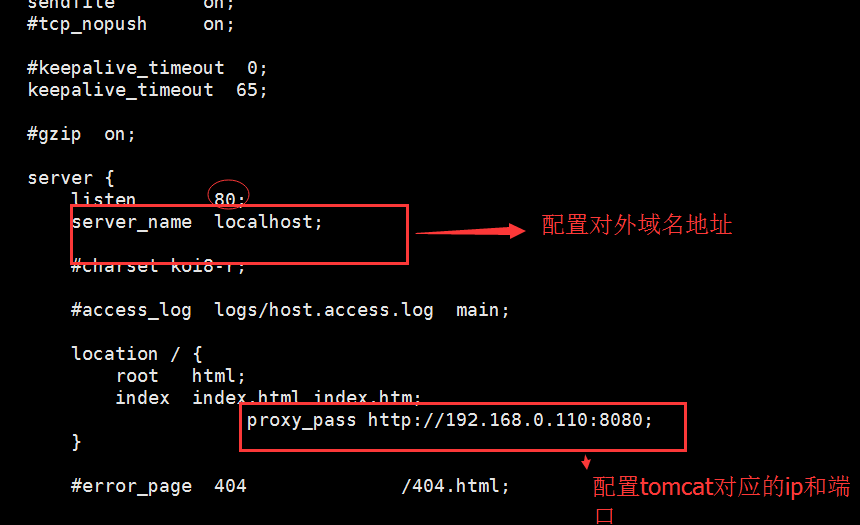 sendfile        on;
#tcp_nopush     on;
#keepalive_timeout  0;
keepalive_timeout  65;
#gzip  on;
server {
listen       80;
server_name  localhost;
配置对外域名地址
#charset koi8-r;
#access_log  logs/host.access.log  main;
location / {
root   html;
index  index.html index.htm;
proxy_pass http://192.168.0.110:8080;
}
#error_page  404              /404.html;
配置tomcat对应的ip和端
口